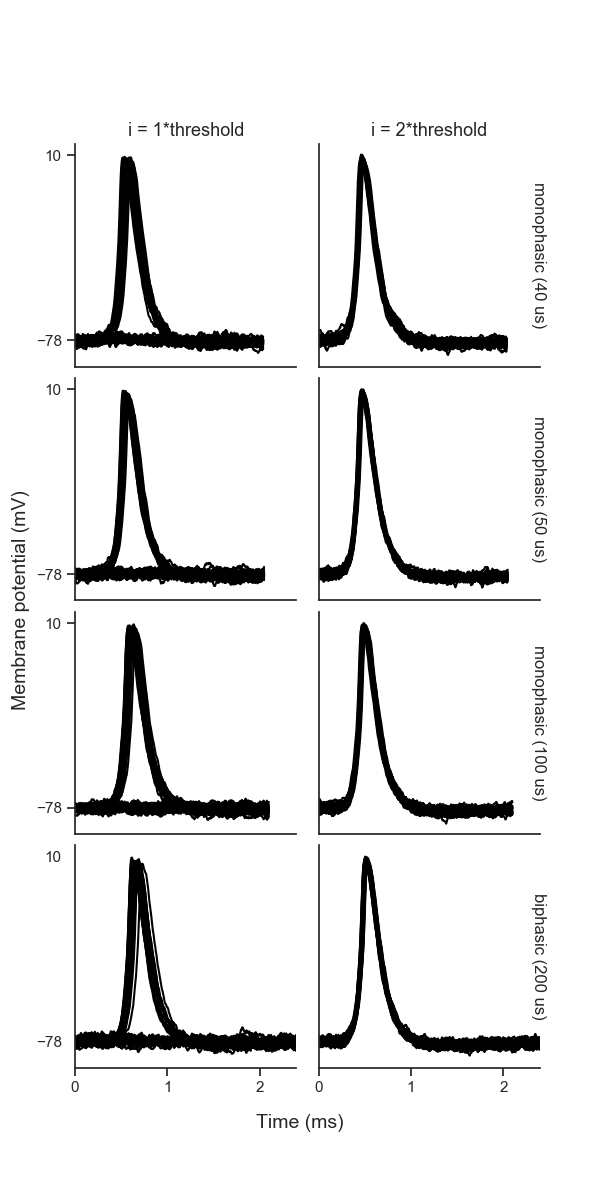 i = 1*threshold
i = 2*threshold
10
−78
monophasic (40 us)
10
−78
monophasic (50 us)
Membrane potential (mV)
10
−78
monophasic (100 us)
10
−78
biphasic (200 us)
0
1
2
0
1
2
Time (ms)